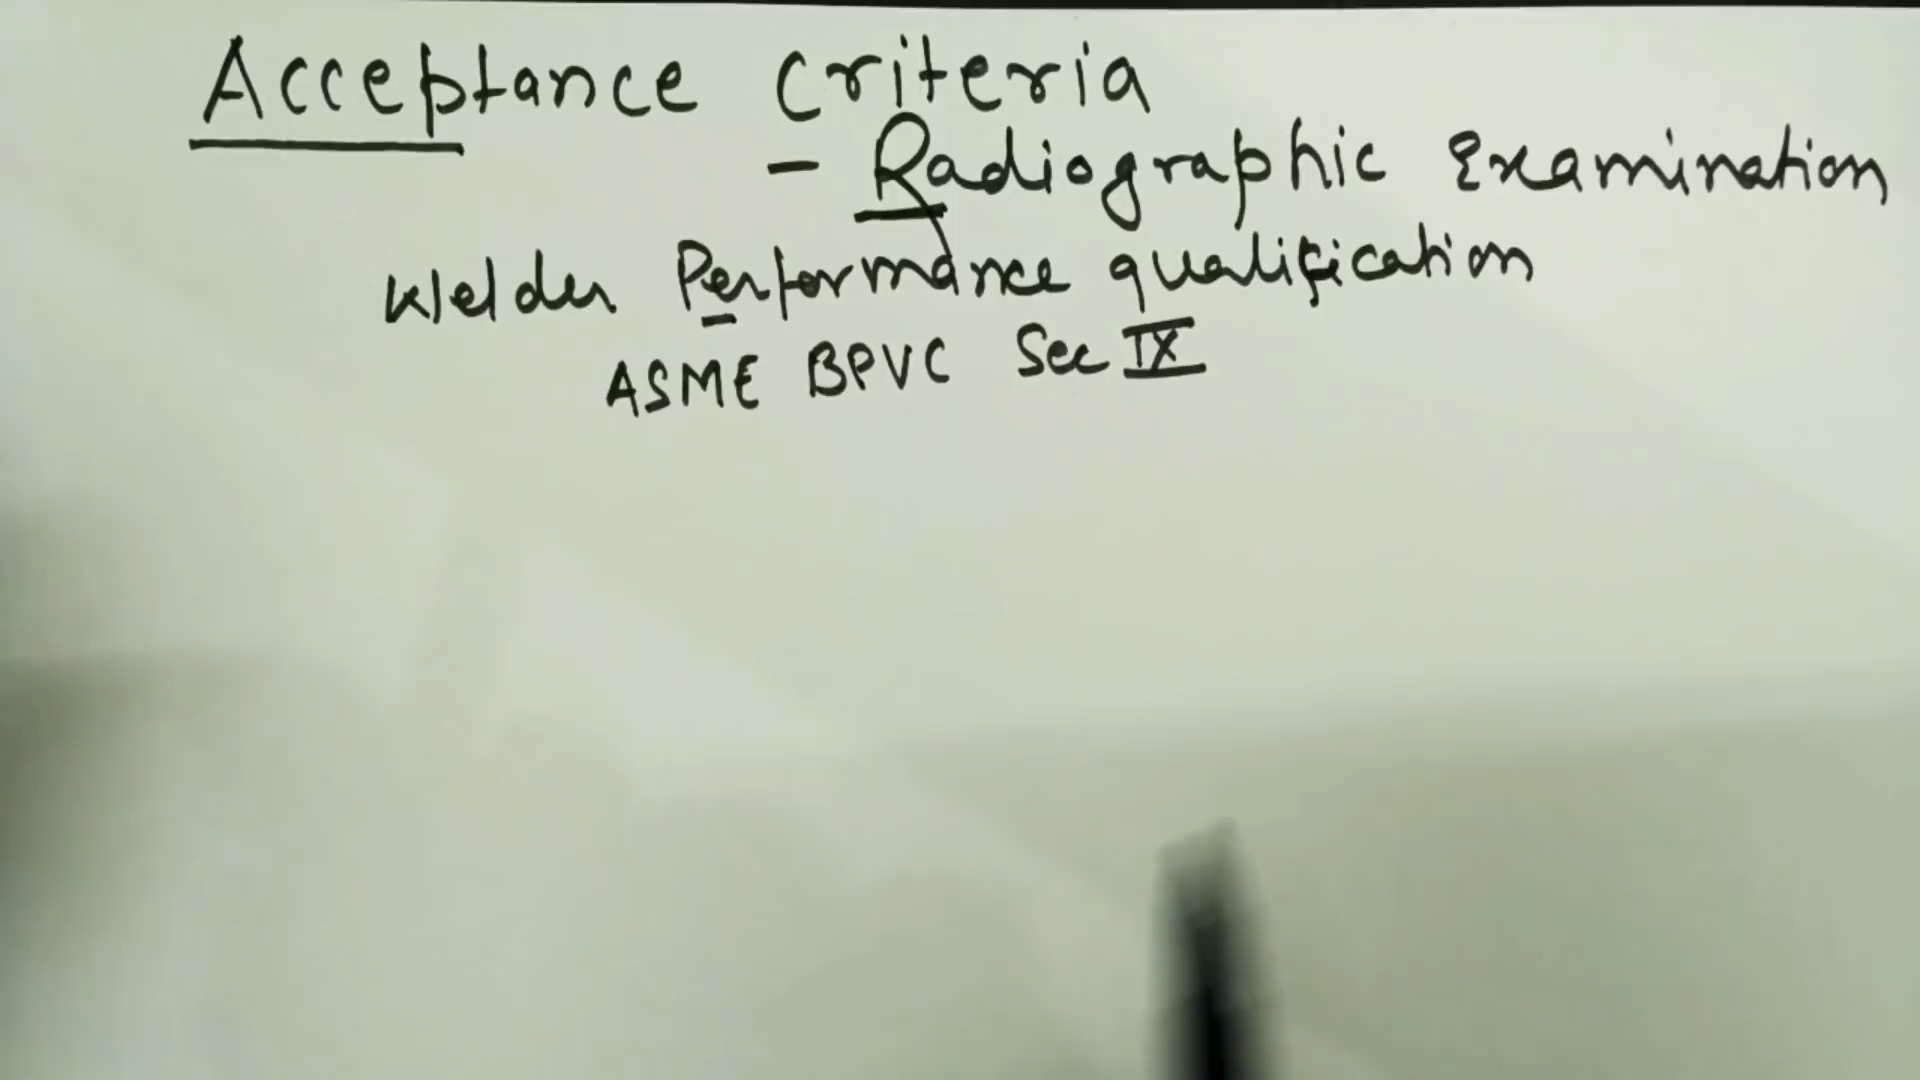 Acceptance criteria
- Radiographic Examination
Welder Performance qualification
ASME BPVC Sec IX